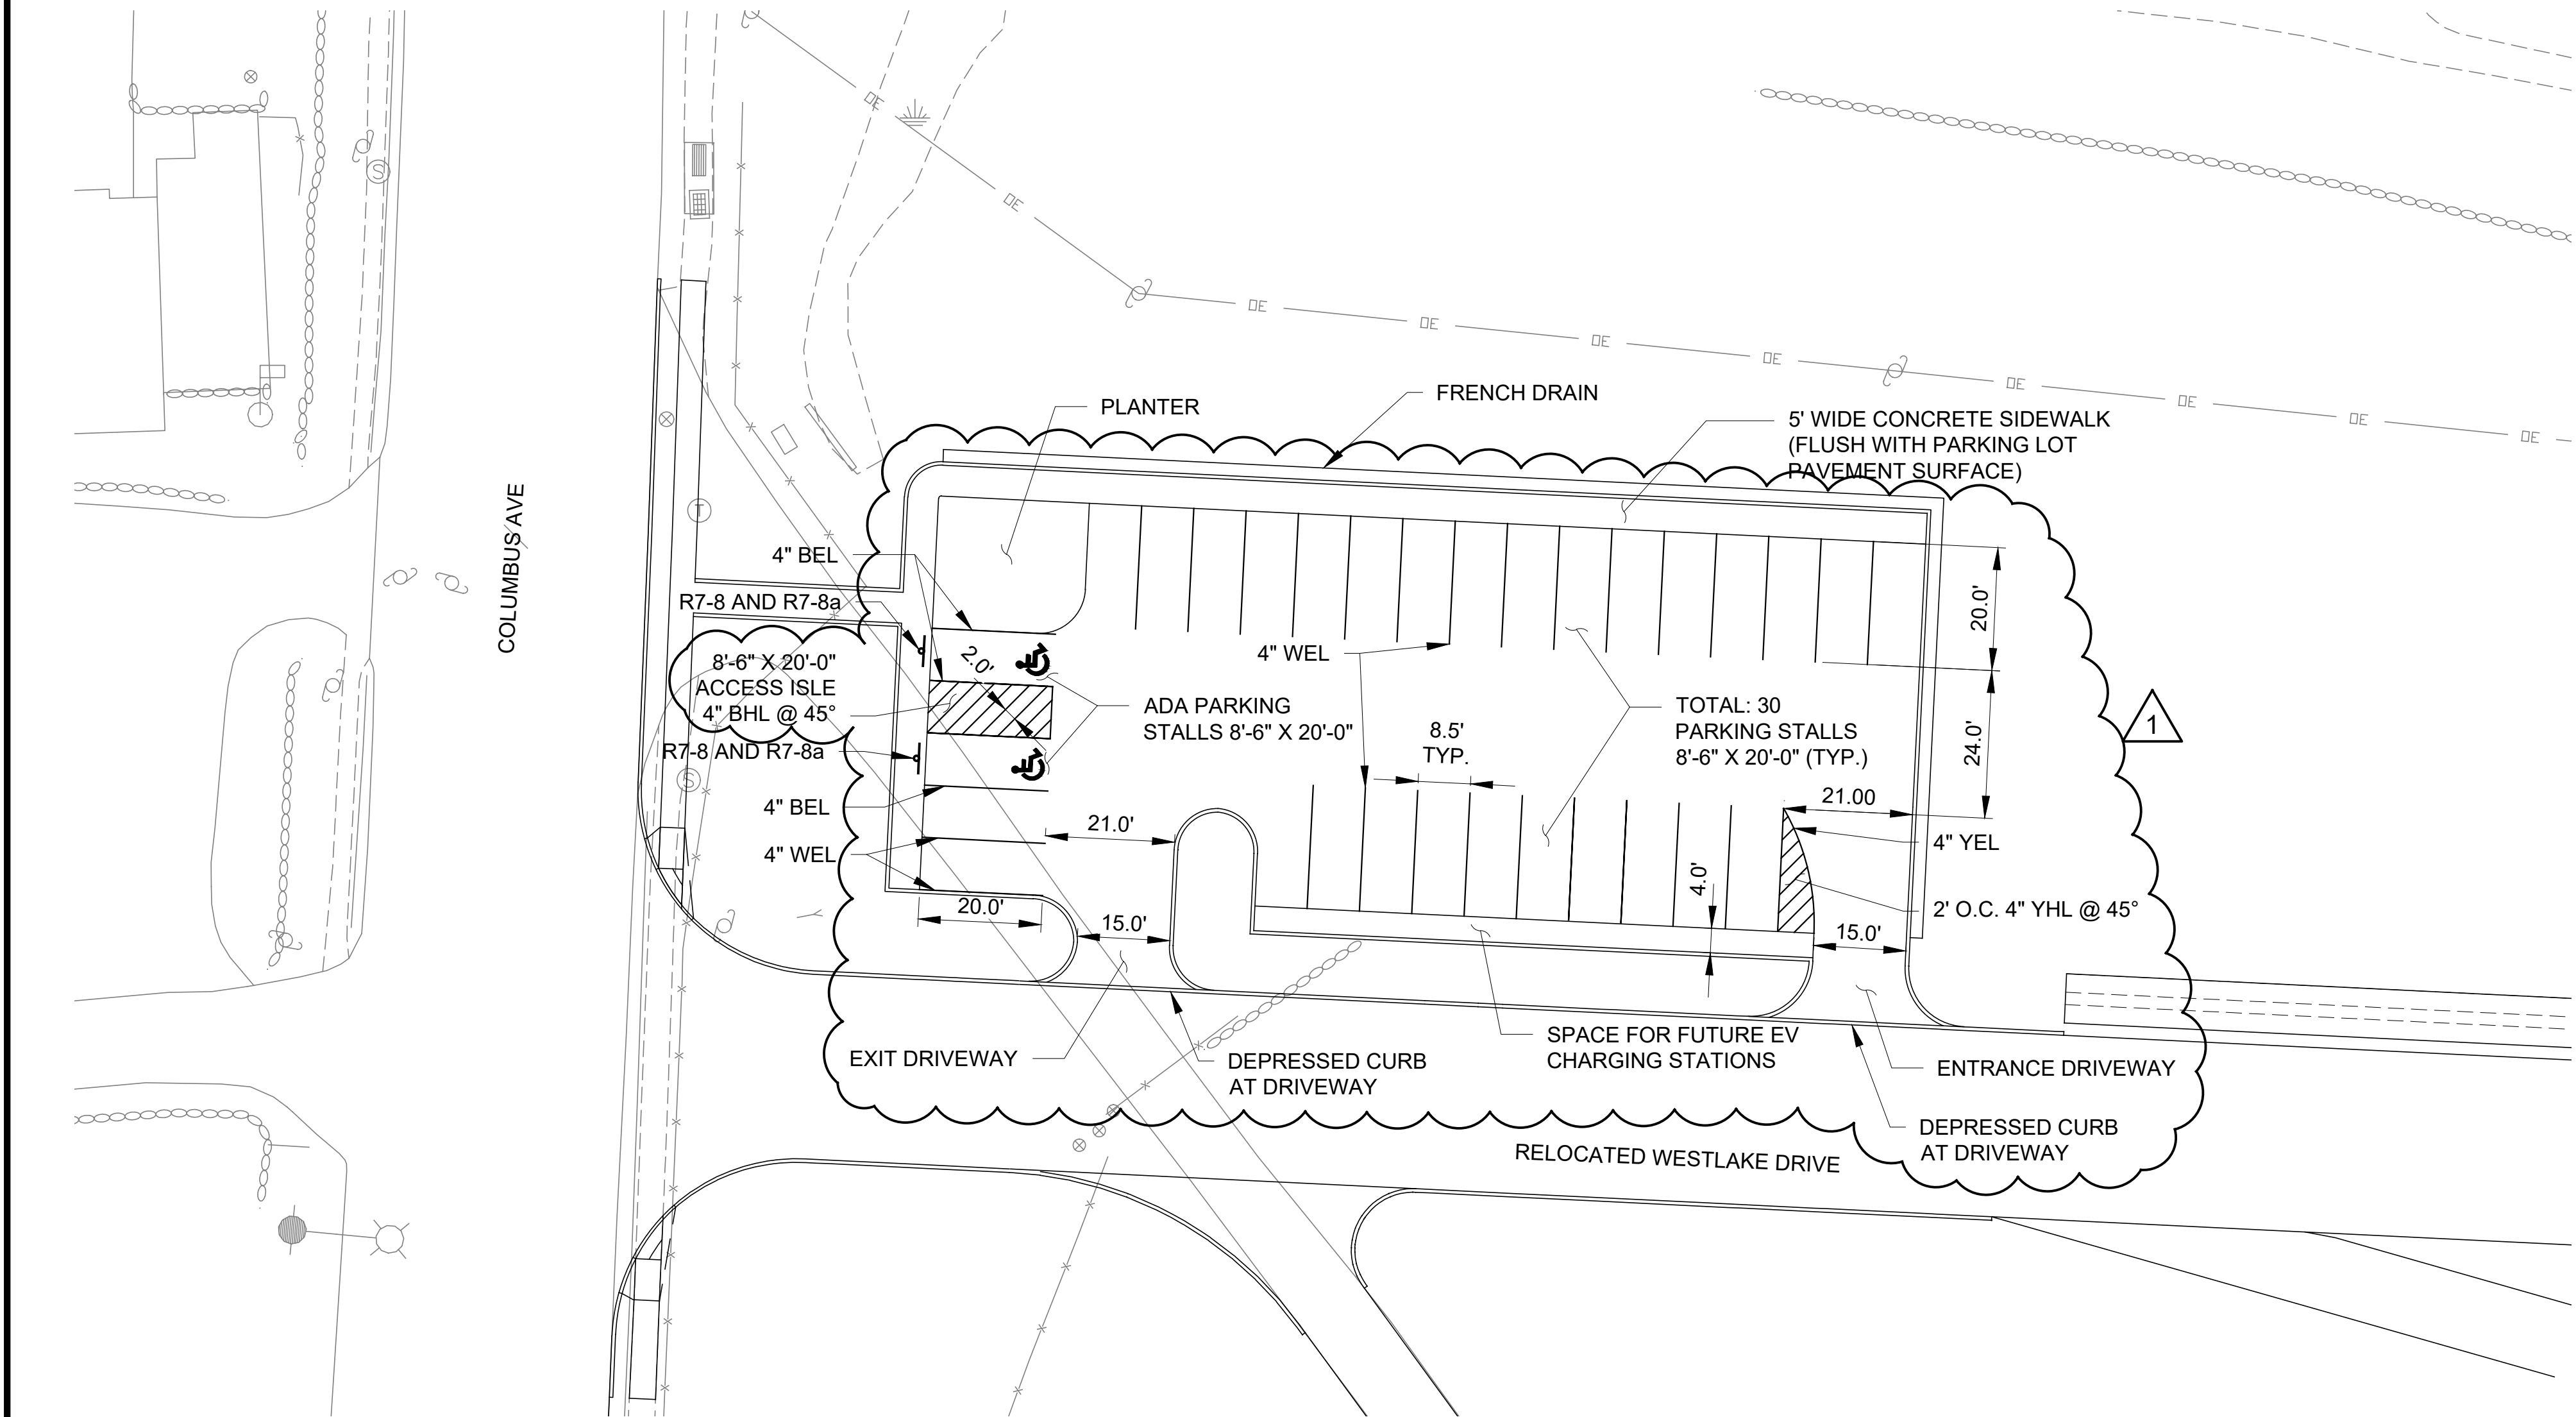 FRENCH DRAIN
PLANTER
5' WIDE CONCRETE SIDEWALK
(FLUSH WITH PARKING LOT
PAVEMENT SURFACE)
COLUMBUS AVE
4" BEL
R7-8 AND R7-8a
8'-6" X 20'-0"
ACCESS ISLE
4" BHL @ 45°
R7-8 AND R7-8a
4" BEL
4" WEL
2.0'
ADA PARKING
STALLS 8'-6" X 20'-0"
4" WEL
8.5'
TYP.
TOTAL: 30
PARKING STALLS
8'-6" X 20'-0" (TYP.)
20.0'
24.0'
1
21.00
4" YEL
2' O.C. 4" YHL @ 45°
21.0'
20.0'
15.0'
4.0'
15.0'
EXIT DRIVEWAY
DEPRESSED CURB
AT DRIVEWAY
SPACE FOR FUTURE EV
CHARGING STATIONS
ENTRANCE DRIVEWAY
DEPRESSED CURB
AT DRIVEWAY
RELOCATED WESTLAKE DRIVE
S
T
S
OE
OE
OE
OE
OE
OE
OE
OE
OE
OE